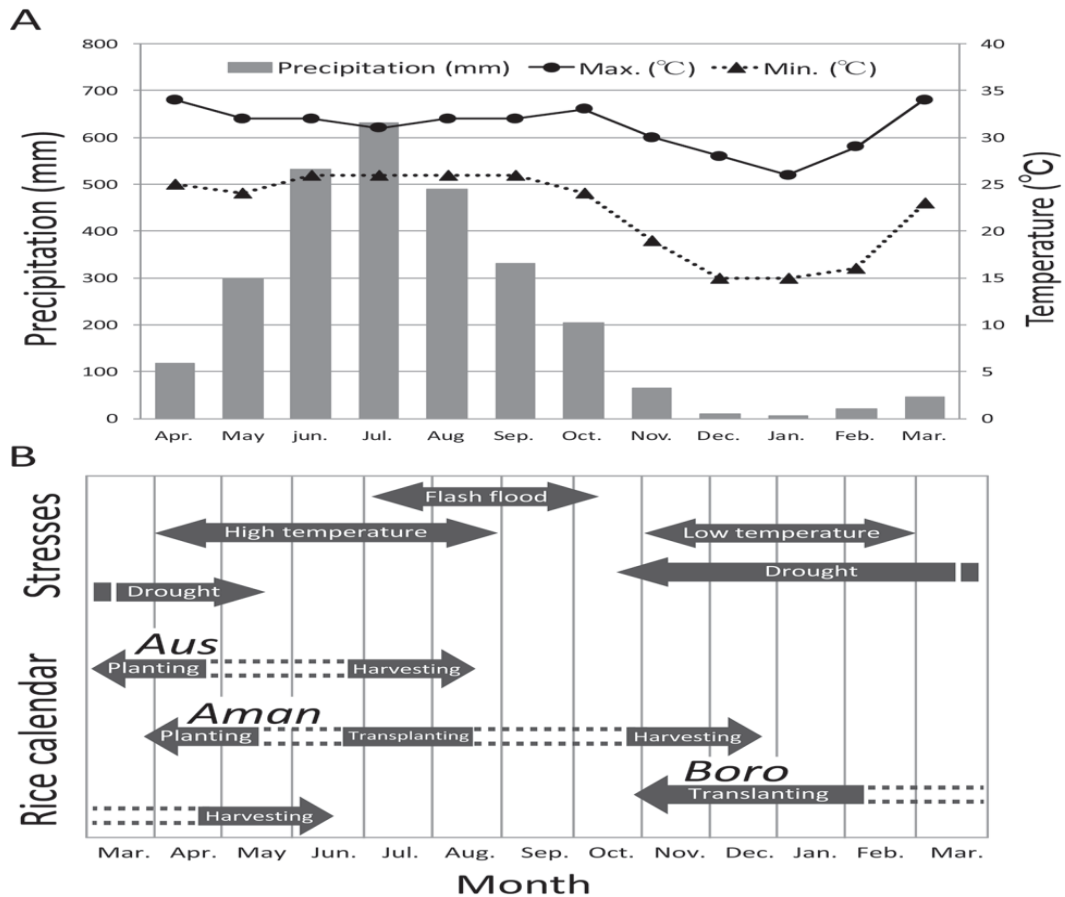 A
800 40
Precipitation (mm) Max. (℃) Min. (℃)
700 35
600 30
500 25
400 20
300 15
200 10
100 5
0 0
Precipitation (mm)
Temperature (℃)
Apr. May jun. Jul. Aug Sep. Oct. Nov. Dec. Jan. Feb. Mar.
B
Stresses
Flash flood
High temperature Low temperature
Drought
Drought
Rice calendar
Aus
Planting Harvesting
Aman
Planting Transplanting Harvesting
Boro
Translanting
Harvesting
Mar. Apr. May Jun. Jul. Aug. Sep. Oct. Nov. Dec. Jan. Feb. Mar.
Month